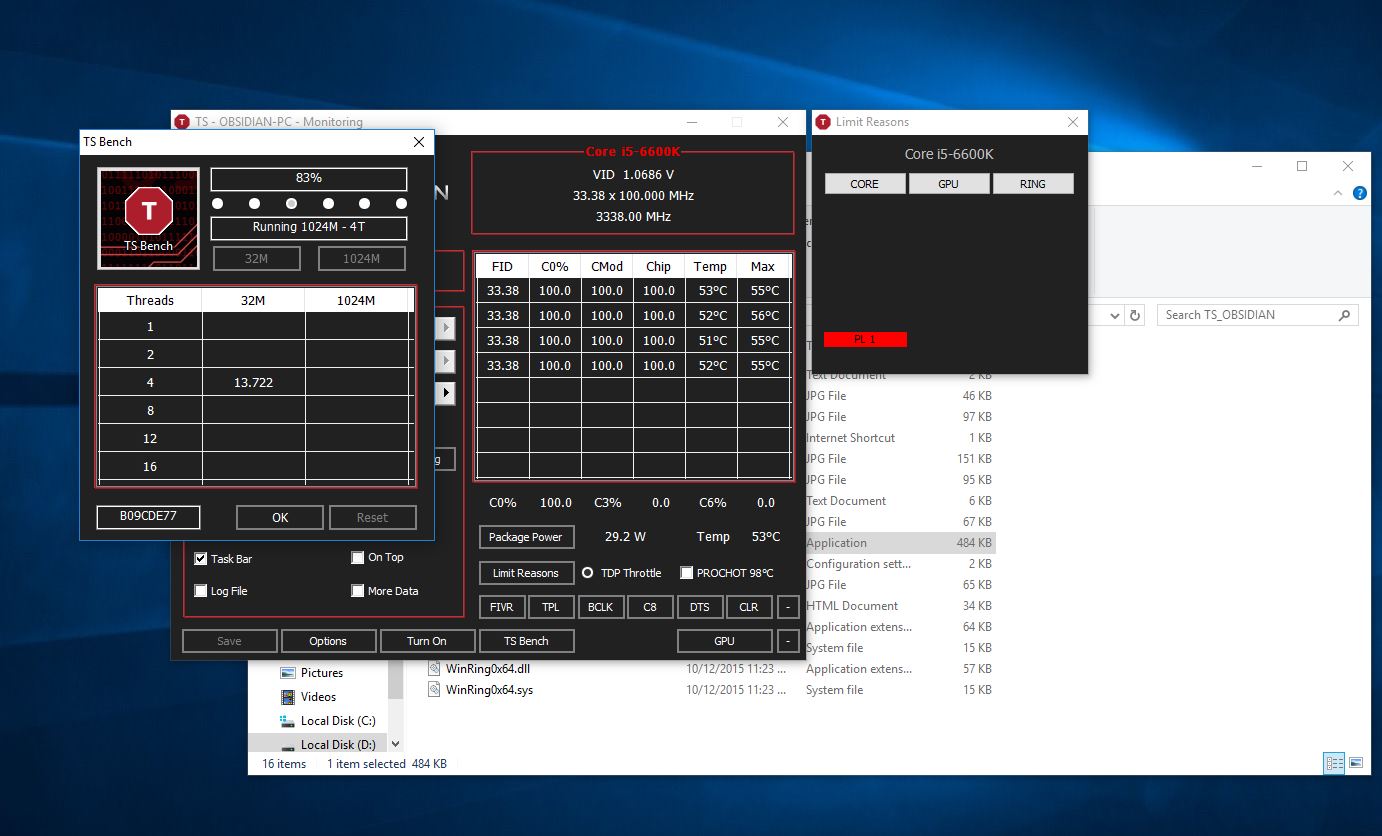 TS - OBSIDIAN-PC - Monitoring
Limit Reasons
TS Bench
83%
Running 1024M - 4T
TS Bench
32M 1024M
Threads 32M 1024M
1
2
4 13.722
8
12
16
B09CDE77 OK Reset
N
Core i5-6600K
VID 1.0686 V
33.38 x 100.000 MHz
3338.00 MHz
FID C0% CMod Chip Temp Max
33.38 100.0 100.0 100.0 53°C 55°C
33.38 100.0 100.0 100.0 52°C 56°C
33.38 100.0 100.0 100.0 51°C 55°C
33.38 100.0 100.0 100.0 52°C 55°C
C0% 100.0 C3% 0.0 C6% 0.0
Package Power 29.2 W Temp 53°C
Limit Reasons TDP Throttle PROCHOT 98°C
FIVR TPL BCLK C8 DTS CLR -
Task Bar On Top
Log File More Data
Save Options Turn On TS Bench GPU -
Core i5-6600K
CORE GPU RING
PL 1
Search TS_OBSIDIAN
Text Document 2 KB
JPG File 46 KB
JPG File 97 KB
Internet Shortcut 1 KB
JPG File 151 KB
JPG File 95 KB
Text Document 6 KB
JPG File 67 KB
Application 484 KB
Configuration sett... 2 KB
JPG File 65 KB
HTML Document 34 KB
Application extens... 64 KB
System file 15 KB
WinRing0x64.dll 10/12/2015 11:23 ... Application extens... 57 KB
WinRing0x64.sys 10/12/2015 11:23 ... System file 15 KB
Pictures
Videos
Local Disk (C:)
Local Disk (D:)
16 items 1 item selected 484 KB